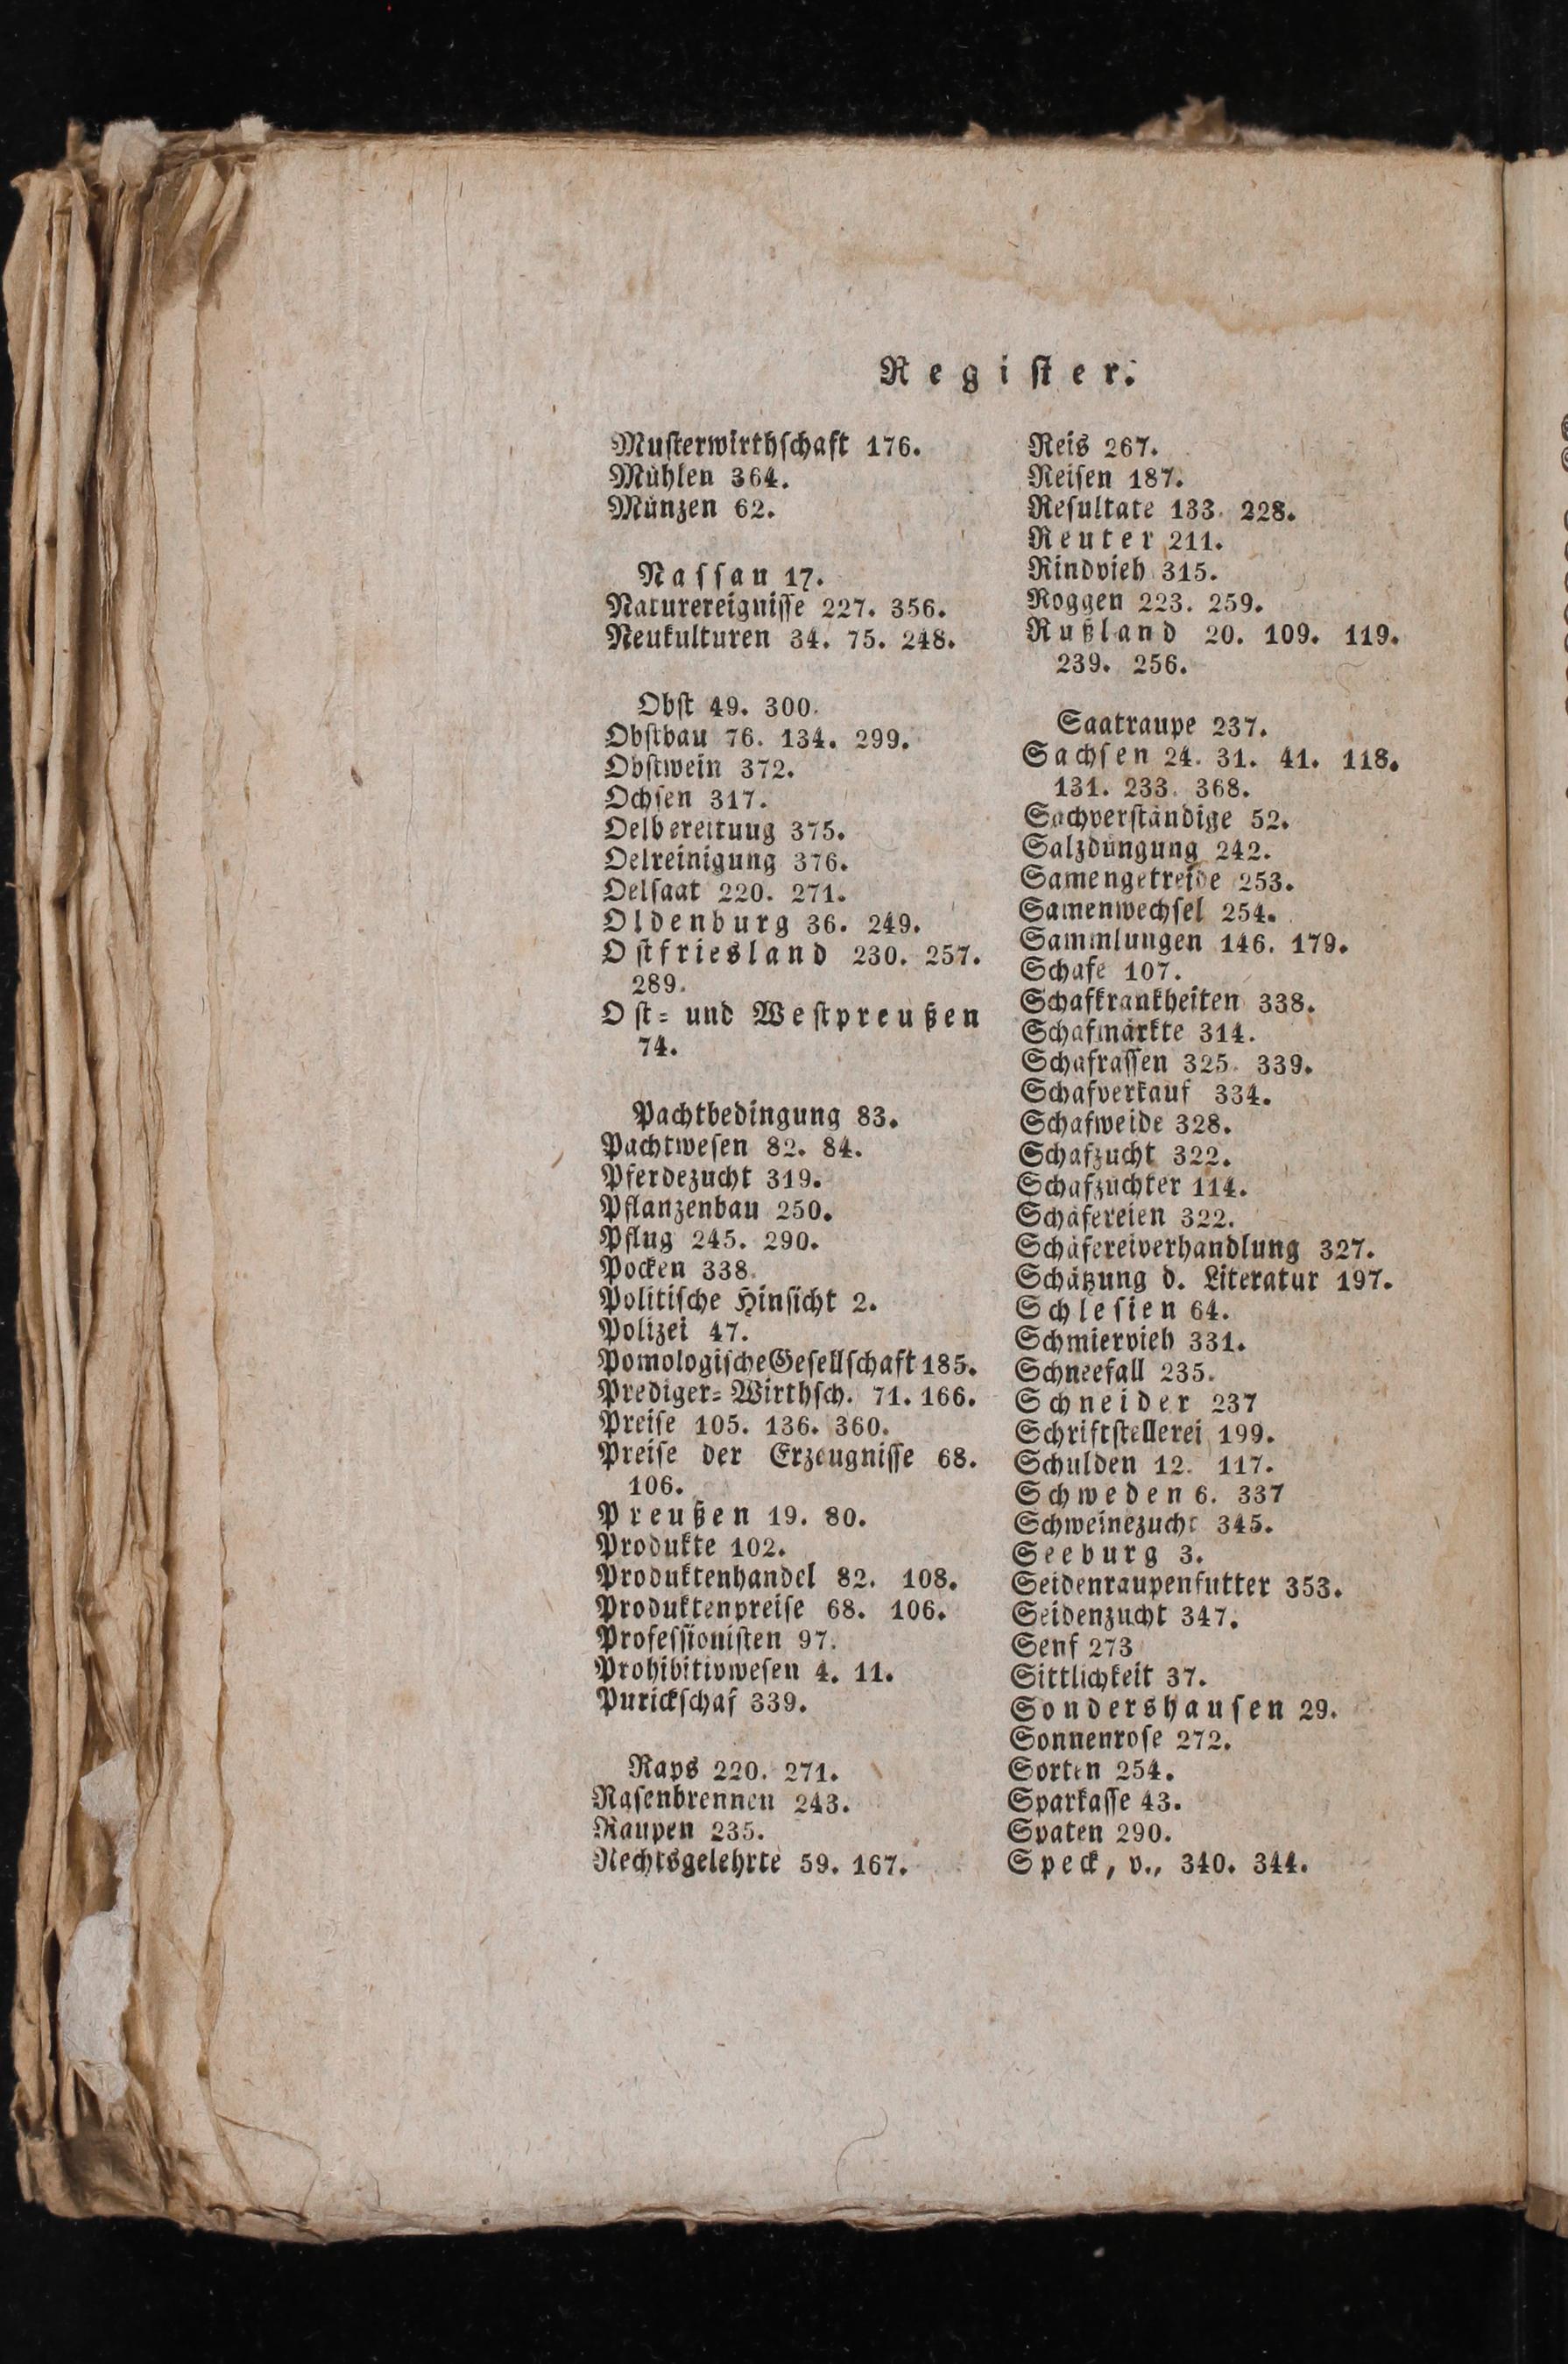 Regiſter.
Muſterwirthſchaft 176.
Mühlen 364.
Münzen 62.
Naſſau 17.
Naturereigniſſe 227. 356.
Neukulturen 34. 75. 248.
Obſt 49. 300.
Obſtbau 76. 134. 299.
Obſtwein 372.
Ochſen 317.
Oelbereitung 375.
Oelreinigung 376.
Oelſaat 220. 271.
Oldenburg 36. 249.
Oſtfriesland 230. 257.
289.
Oſt- und Weſtpreußen
74.
Pachtbedingung 83.
Pachtweſen 82. 84.
Pferdezucht 319.
Pflanzenbau 250.
Pflug 245. 290.
Pocken 338.
Politiſche Hinſicht 2.
Polizei 47.
Pomologiſche Geſellſchaft 185.
Prediger-Wirthſch. 71. 166.
Preiſe 105. 136. 360.
Preiſe der Erzeugniſſe 68.
106.
Preußen 19. 80.
Produkte 102.
Produktenhandel 82. 108.
Produktenpreiſe 68. 106.
Profeſſioniſten 97.
Prohibitivweſen 4. 11.
Purickſchaf 339.
Raps 220. 271.
Raſenbrennen 243.
Raupen 235.
Rechtsgelehrte 59. 167.
Reis 267.
Reiſen 187.
Reſultate 133. 228.
Reuter 211.
Rindvieh 315.
Roggen 223. 259.
Rußland 20. 109. 119.
239. 256.
Saatraupe 237.
Sachſen 24. 31. 41. 118.
131. 233. 368.
Sachverſtändige 52.
Salzdüngung 242.
Samengetreide 253.
Samenwechſel 254.
Sammlungen 146. 179.
Schafe 107.
Schafkrankheiten 338.
Schafmärkte 314.
Schafraſſen 325. 339.
Schafverkauf 334.
Schafweide 328.
Schafzucht 322.
Schafzüchter 114.
Schäfereien 322.
Schäfereiverhandlung 327.
Schätzung d. Literatur 197.
Schleſien 64.
Schmiervieh 331.
Schneefall 235.
Schneider 237
Schriftſtellerei 199.
Schulden 12. 117.
Schweden 6. 337
Schweinezucht 345.
Seeburg 3.
Seidenraupenfutter 353.
Seidenzucht 347.
Senf 273
Sittlichkeit 37.
Sondershauſen 29.
Sonnenroſe 272.
Sorten 254.
Sparkaſſe 43.
Spaten 290.
Speck, v., 340. 344.